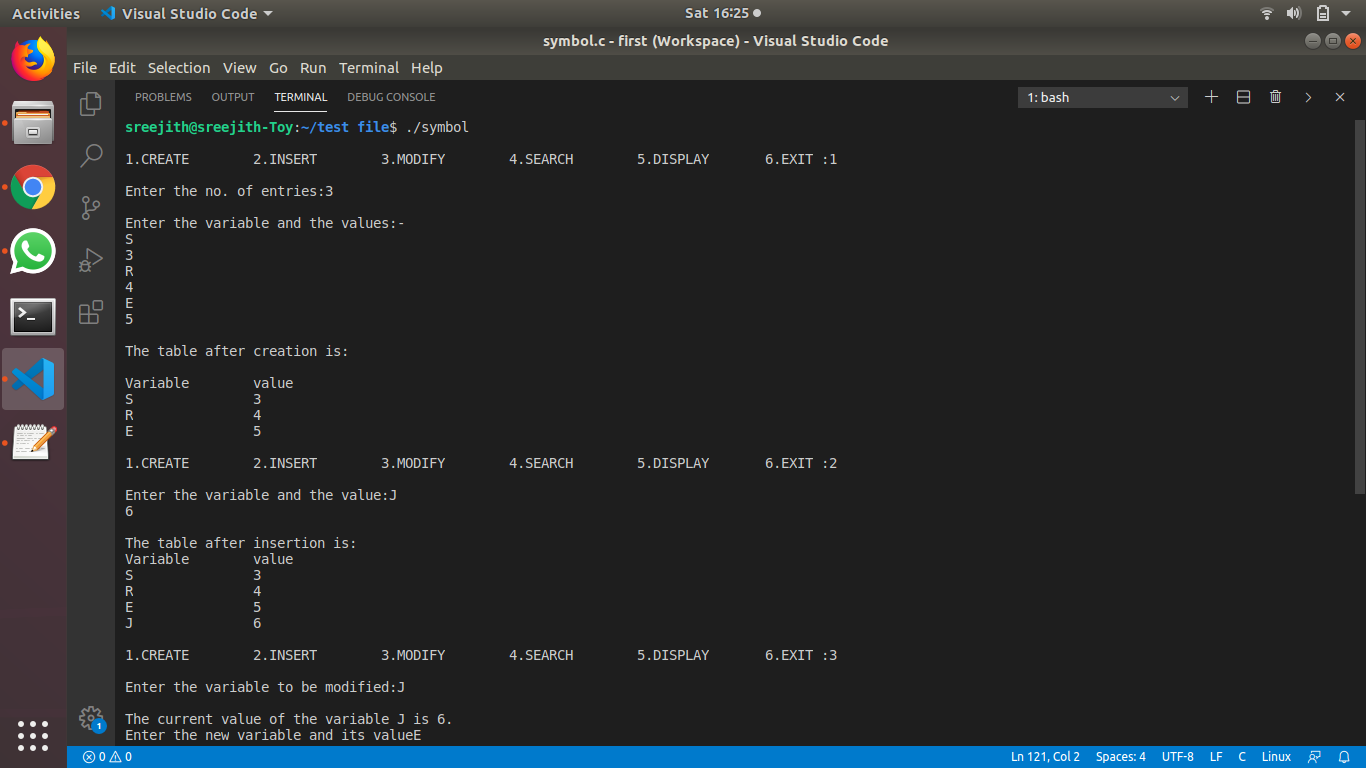 Activities Visual Studio Code Sat 16:25
symbol.c - first (Workspace) - Visual Studio Code
File Edit Selection View Go Run Terminal Help
PROBLEMS OUTPUT TERMINAL DEBUG CONSOLE 1: bash
sreejith@sreejith-Toy:~/test file$ ./symbol
1.CREATE 2.INSERT 3.MODIFY 4.SEARCH 5.DISPLAY 6.EXIT :1
Enter the no. of entries:3
Enter the variable and the values:-
S
3
R
4
E
5
The table after creation is:
Variable value
S 3
R 4
E 5
1.CREATE 2.INSERT 3.MODIFY 4.SEARCH 5.DISPLAY 6.EXIT :2
Enter the variable and the value:J
6
The table after insertion is:
Variable value
S 3
R 4
E 5
J 6
1.CREATE 2.INSERT 3.MODIFY 4.SEARCH 5.DISPLAY 6.EXIT :3
Enter the variable to be modified:J
The current value of the variable J is 6.
Enter the new variable and its valueE
1
0 0 Ln 121, Col 2 Spaces: 4 UTF-8 LF C Linux